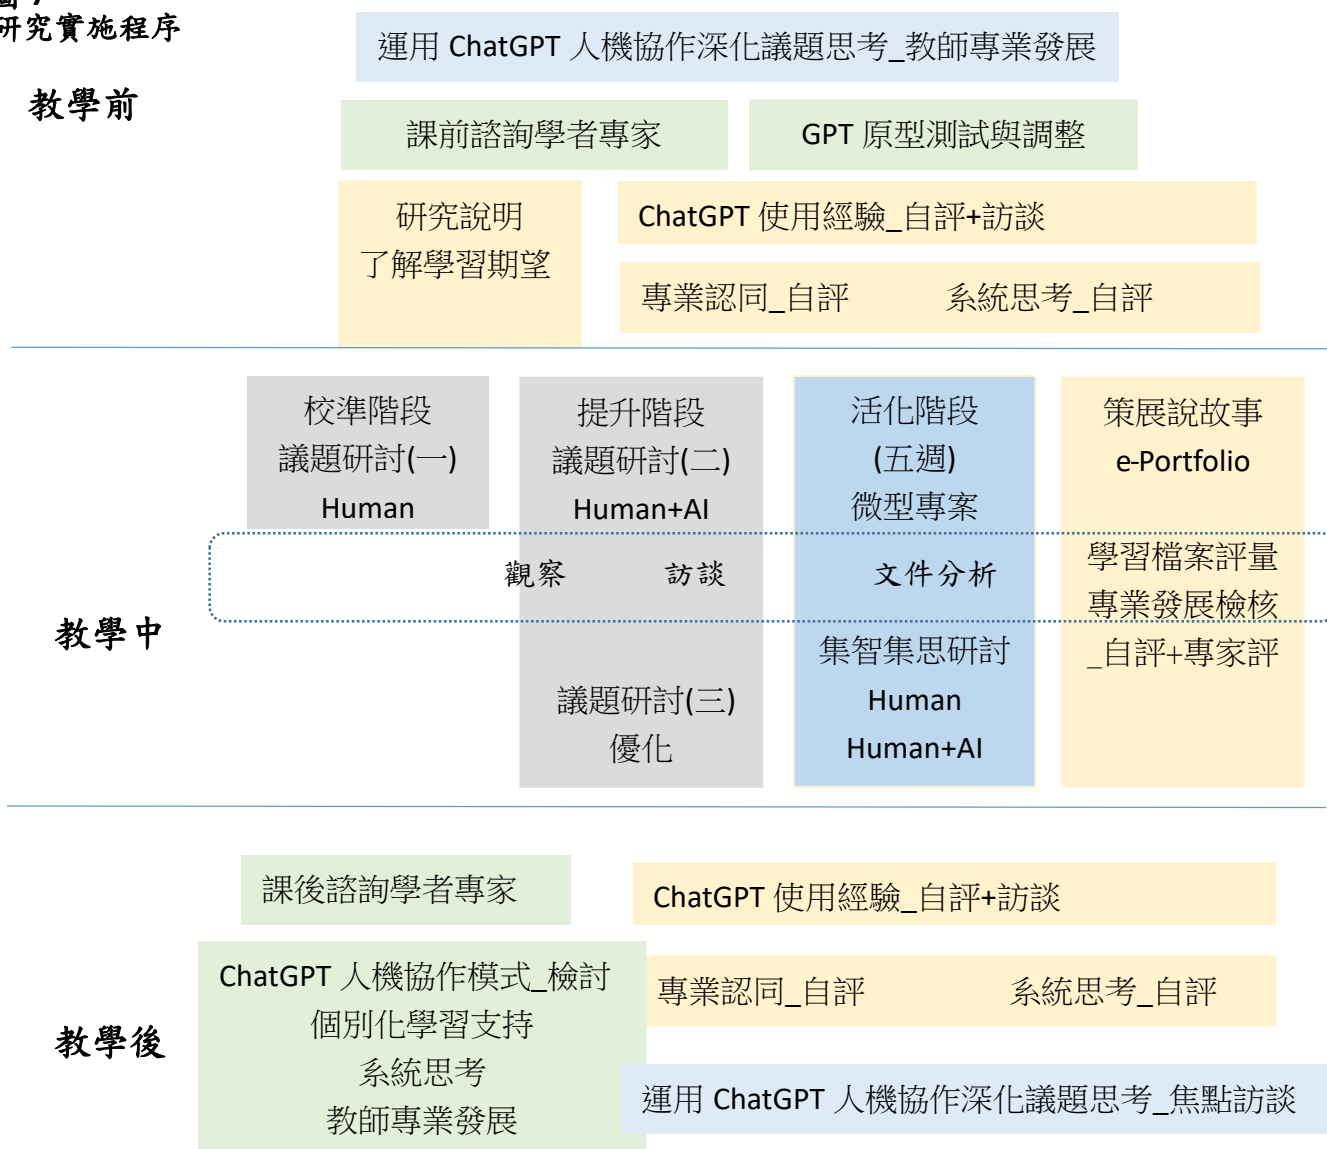 研究實施程序
運用 ChatGPT 人機協作深化議題思考_教師專業發展
教學前
課前諮詢學者專家
GPT 原型測試與調整
研究說明
了解學習期望
ChatGPT 使用經驗_自評+訪談
專業認同_自評 系統思考_自評
校準階段
議題研討(一)
Human
提升階段
議題研討(二)
Human+AI
活化階段
(五週)
微型專案
策展說故事
e-Portfolio
觀察 訪談 文件分析
學習檔案評量
專業發展檢核
_自評+專家評
教學中
議題研討(三)
優化
集智集思研討
Human
Human+AI
課後諮詢學者專家
ChatGPT 使用經驗_自評+訪談
ChatGPT 人機協作模式_檢討
個別化學習支持
系統思考
教師專業發展
專業認同_自評 系統思考_自評
教學後
運用 ChatGPT 人機協作深化議題思考_焦點訪談